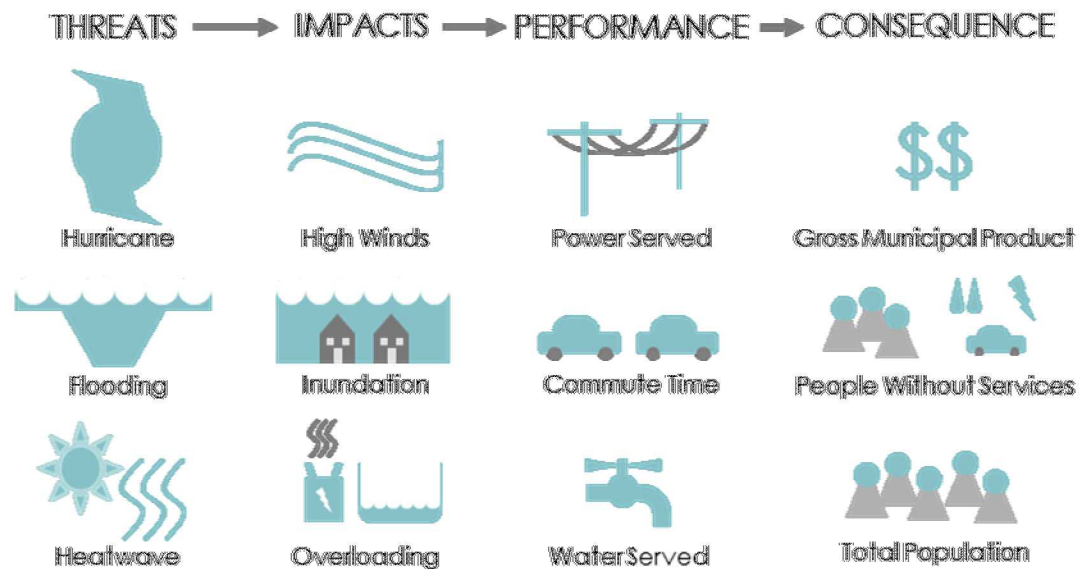 THREATS IMPACTS PERFORMANCE CONSEQUENCE
Hurricane High Winds Power Served Gross Municipal Product
Flooding Inundation Commute Time People Without Services
Heatwave Overloading Water Served Total Population